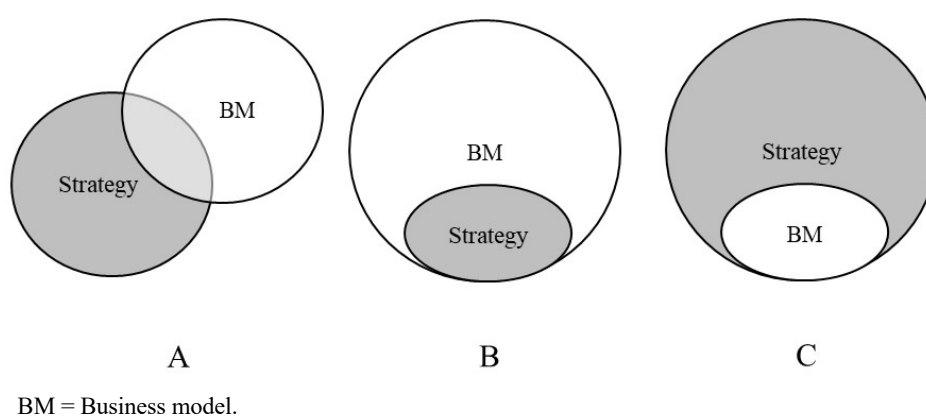 BM
Strategy
BM
Strategy
Strategy
BM
A
B
C
BM = Business model.